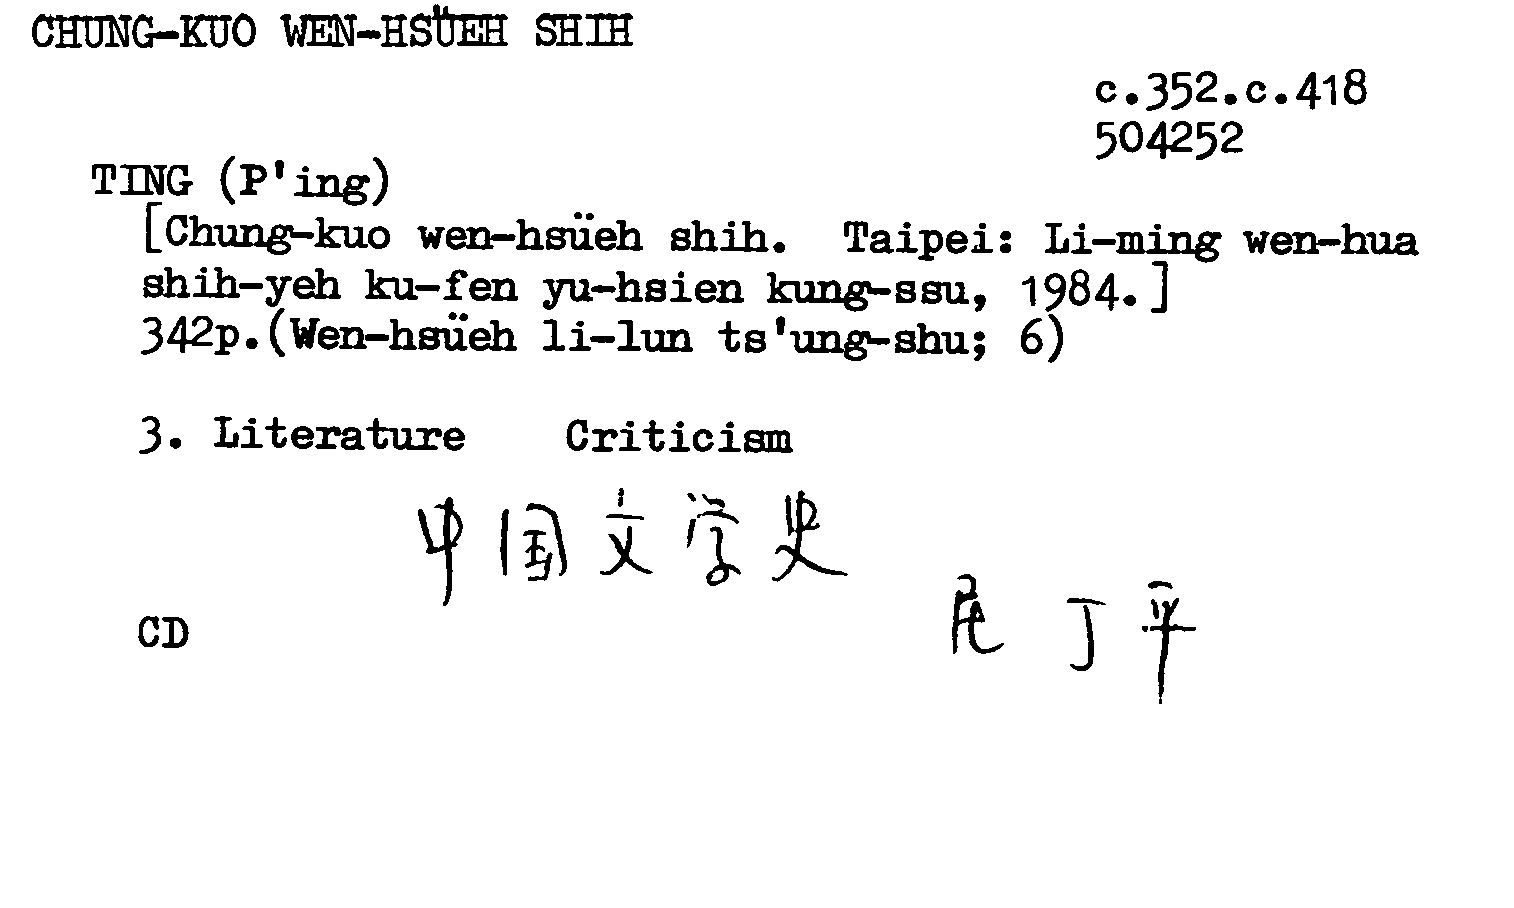 CHUNG-KUO WEN-HSÜEH SHIH
c.352.c.418
504252
TING (P'ing)
[Chung-kuo wen-hsüeh shih. Taipei: Li-ming wen-hua
shih-yeh ku-fen yu-hsien kung-ssu, 1984.]
342p.(Wen-hsüeh li-lun ts'ung-shu; 6)
3. Literature Criticism
中国文学史
丁平
CD